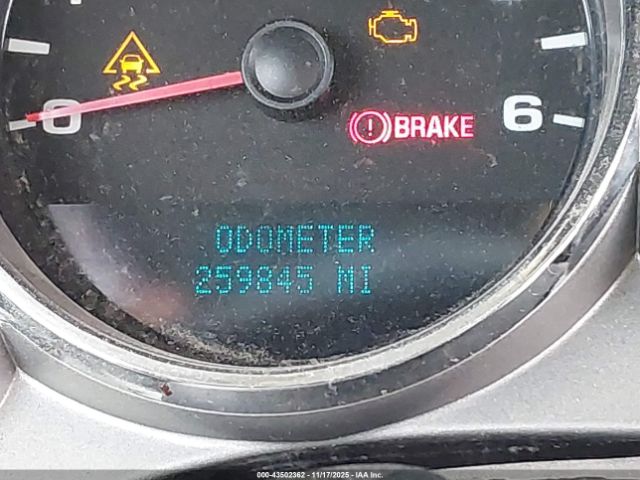 0
BRAKE
6
ODOMETER
259845 MI
000-43502362 - 11/17/2025 - IAA Inc.